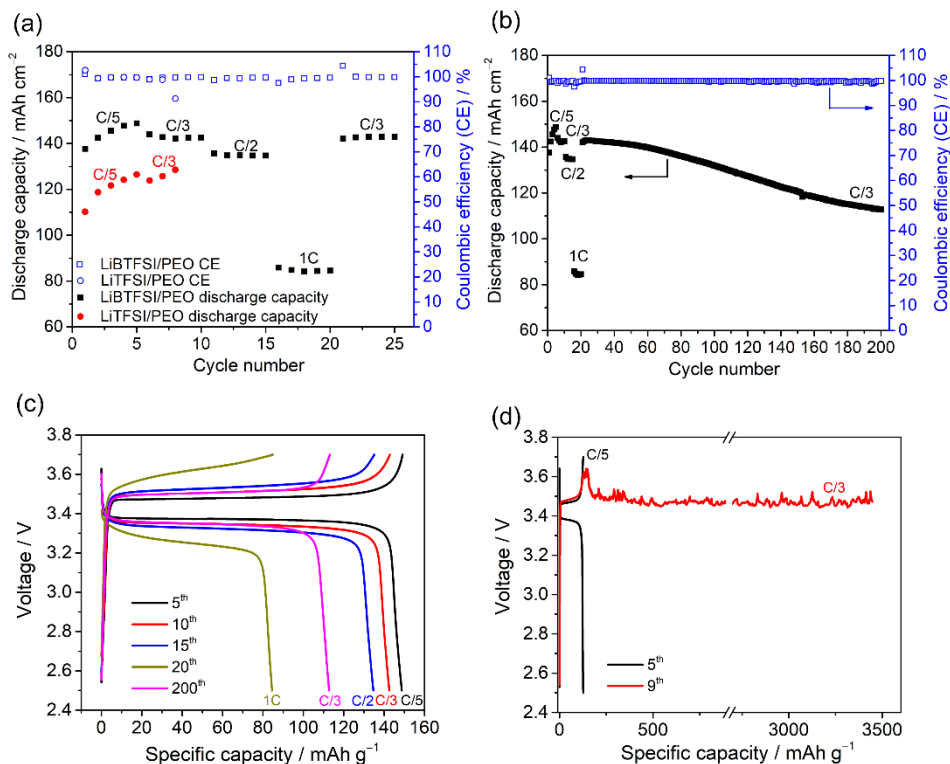 (a)
180
160
140
120
100
80
60
Discharge capacity / mAh cm⁻²
C/5
C/3
C/2
C/3
C/5
C/3
1C
LiBTFSI/PEO CE
LiTFSI/PEO CE
LiBTFSI/PEO discharge capacity
LiTFSI/PEO discharge capacity
110
100
90
80
70
60
50
40
30
20
10
0
Coulombic efficiency (CE) / %
0 5 10 15 20 25
Cycle number
(b)
180
160
140
120
100
80
60
Discharge capacity / mAh cm⁻²
C/5
C/3
C/2
C/3
1C
110
100
90
80
70
60
50
40
30
20
10
0
Coulombic efficiency (CE) / %
0 20 40 60 80 100 120 140 160 180 200
Cycle number
(c)
3.8
3.6
3.4
3.2
3.0
2.8
2.6
2.4
Voltage / V
5th
10th
15th
20th
200th
1C C/3 C/2 C/3 C/5
0 20 40 60 80 100 120 140 160
Specific capacity / mAh g⁻¹
(d)
3.8
3.6
3.4
3.2
3.0
2.8
2.6
2.4
Voltage / V
C/5
C/3
5th
9th
0 500 3000 3500
Specific capacity / mAh g⁻¹